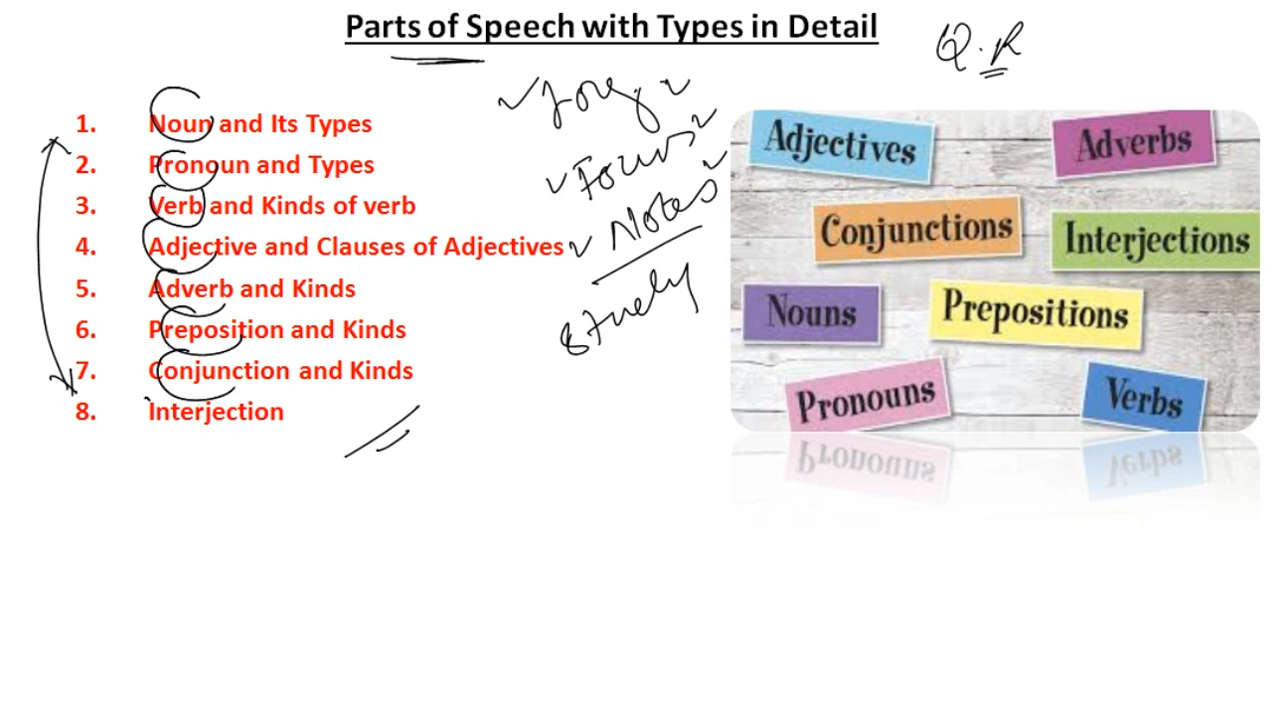 Parts of Speech with Types in Detail
Q.R
1. Noun and Its Types
2. Pronoun and Types
3. Verb and Kinds of verb
4. Adjective and Clauses of Adjectives
5. Adverb and Kinds
6. Preposition and Kinds
7. Conjunction and Kinds
8. Interjection
Focus
Notes
Study
Adjectives
Adverbs
Conjunctions
Interjections
Nouns
Prepositions
Pronouns
Verbs